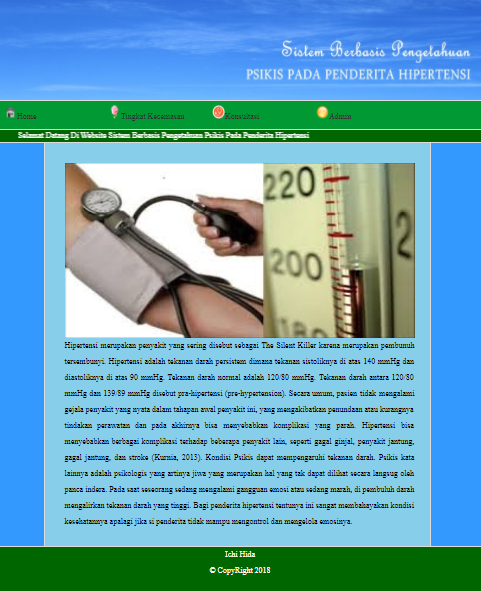 Sistem Berbasis Pengetahuan
PSIKIS PADA PENDERITA HIPERTENSI
Home Tingkat Kecemasan Konsultasi Admin
Selamat Datang Di Website Sistem Berbasis Pengetahuan Psikis Pada Penderita Hipertensi
220
200
180
2
Hipertensi merupakan penyakit yang sering disebut sebagai The Silent Killer karena merupakan pembunuh
tersembunyi. Hipertensi adalah tekanan darah persistem dimana tekanan sistoliknya di atas 140 mmHg dan
diastoliknya di atas 90 mmHg. Tekanan darah normal adalah 120/80 mmHg. Tekanan darah antara 120/80
mmHg dan 139/89 mmHg disebut pra-hipertensi (pre-hypertension). Secara umum, pasien tidak mengalami
gejala penyakit yang nyata dalam tahapan awal penyakit ini, yang mengakibatkan penundaan atau kurangnya
tindakan perawatan dan pada akhirnya bisa menyebabkan komplikasi yang parah. Hipertensi bisa
menyebabkan berbagai komplikasi terhadap beberapa penyakit lain, seperti gagal ginjal, penyakit jantung,
gagal jantung, dan stroke (Kurnia, 2013). Kondisi Psikis dapat mempengaruhi tekanan darah. Psikis kata
lainnya adalah psikologis yang artinya jiwa yang merupakan hal yang tak dapat dilihat secara langsug oleh
panca indera. Pada saat seseorang sedang mengalami gangguan emosi atau sedang marah, di pembuluh darah
mengalirkan tekanan darah yang tinggi. Bagi penderita hipertensi tentunya ini sangat membahayakan kondisi
kesehatannya apalagi jika si penderita tidak mampu mengontrol dan mengelola emosinya.
Ichi Hida
© CopyRight 2018